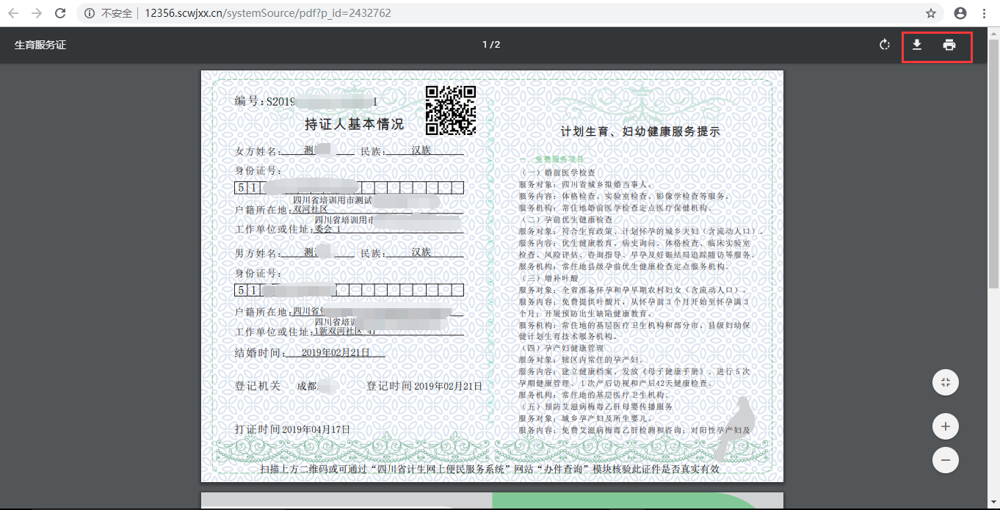 不安全
12356.scwjxx.cn/systemSource/pdf?p_id=2432762
生育服务证
1 / 2
编号:S2019 1
持证人基本情况
女方姓名: 测 民族: 汉族
身份证号:
5 1
四川省培训用市测试
户籍所在地: 双河社区
四川省培训用市
工作单位或住址: 委会 1
男方姓名: 测 民族: 汉族
身份证号:
5 1
户籍所在地: 四川省
四川省培训
工作单位或住址: 1新双河社区 41
结婚时间: 2019年02月21日
登记机关 成都 登记时间 2019年02月21日
打证时间 2019年04月17日
计划生育、妇幼健康服务提示
一、免费服务项目
（一）婚前医学检查
服务对象：四川省城乡拟婚当事人。
服务内容：体格检查、实验室检查、影像学检查等服务。
服务机构：常住地婚前医学检查定点医疗保健机构。
（二）孕前优生健康检查
服务对象：符合生育政策、计划怀孕的城乡夫妇（含流动人口）。
服务内容：优生健康教育、病史询问、体格检查、临床实验室
检查、风险评估、咨询指导、早孕及妊娠结局追踪随访等服务。
服务机构：常住地县级孕前优生健康检查定点服务机构。
（三）增补叶酸
服务对象：全省准备怀孕和孕早期农村妇女（含流动人口）。
服务内容：免费提供叶酸片，从怀孕前3个月开始至怀孕满3
个月；开展预防出生缺陷健康教育。
服务机构：常住地的基层医疗卫生机构和部分市、县级妇幼保
健计划生育技术服务机构。
（四）孕产妇健康管理
服务对象：辖区内常住的孕产妇。
服务内容：建立健康档案、发放《母子健康手册》、进行5次
孕期健康管理、1次产后访视和产后42天健康检查。
服务机构：常住地的基层医疗卫生机构。
（五）预防艾滋病梅毒乙肝母婴传播服务
服务对象：城乡孕产妇及所生婴儿。
服务内容：免费艾滋病梅毒乙肝检测和咨询；对阳性孕产妇及
扫描上方二维码或可通过“四川省计生网上便民服务系统”网站“办件查询”模块核验此证件是否真实有效